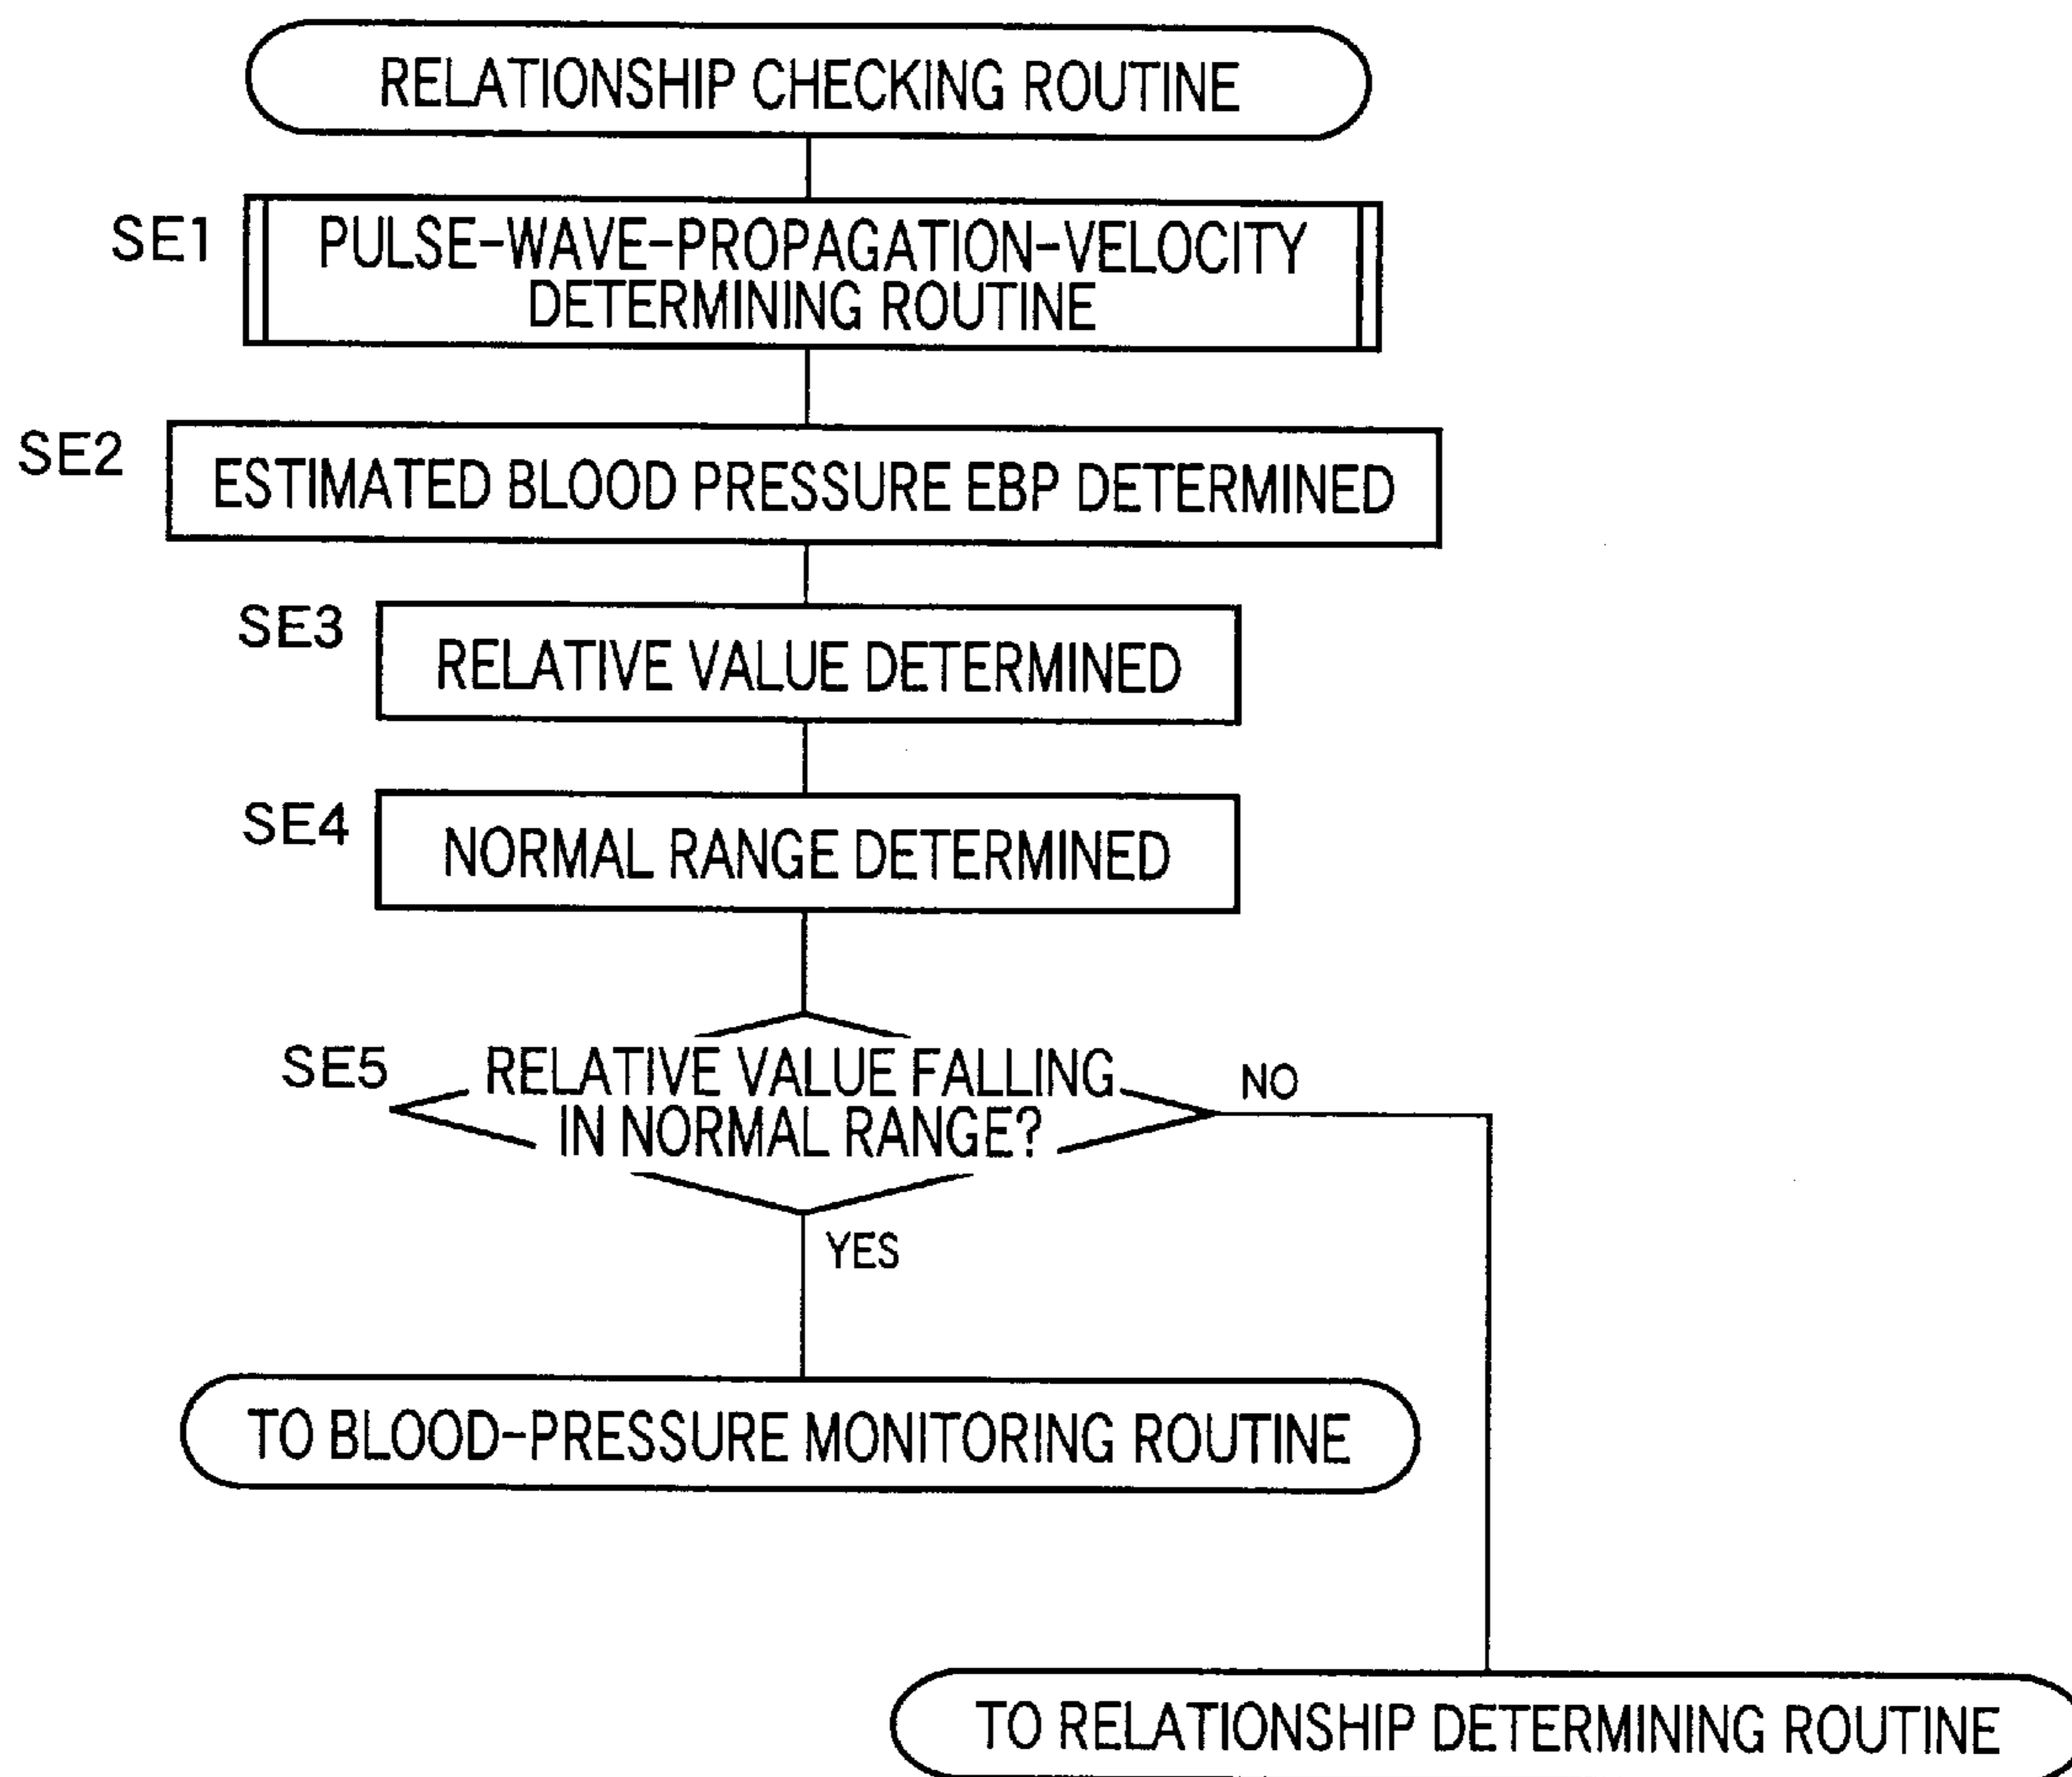 RELATIONSHIP CHECKING ROUTINE
SE1
PULSE-WAVE-PROPAGATION-VELOCITY
DETERMINING ROUTINE
SE2
ESTIMATED BLOOD PRESSURE EBP DETERMINED
SE3
RELATIVE VALUE DETERMINED
SE4
NORMAL RANGE DETERMINED
SE5
RELATIVE VALUE FALLING
IN NORMAL RANGE?
NO
YES
TO BLOOD-PRESSURE MONITORING ROUTINE
TO RELATIONSHIP DETERMINING ROUTINE